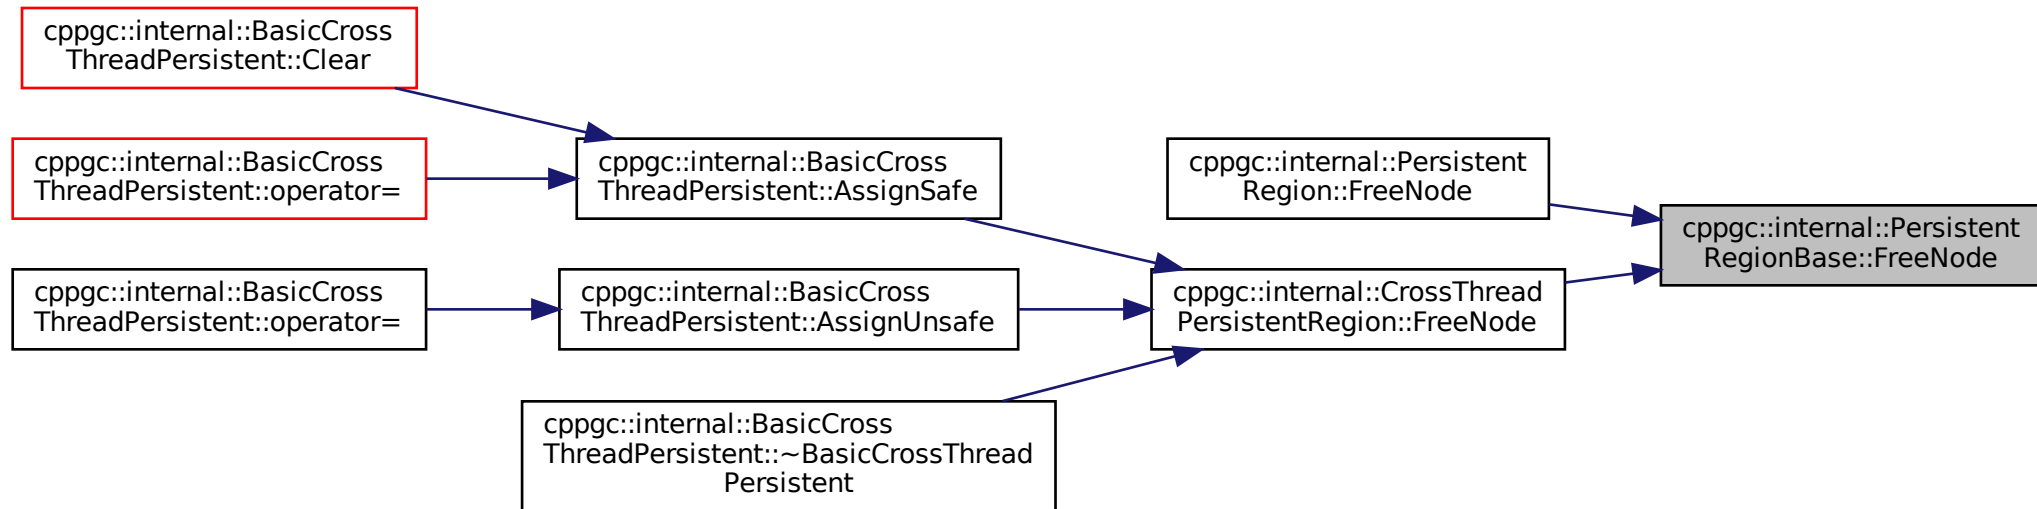 cppgc::internal::BasicCross
ThreadPersistent::Clear
cppgc::internal::BasicCross
ThreadPersistent::operator=
cppgc::internal::BasicCross
ThreadPersistent::operator=
cppgc::internal::BasicCross
ThreadPersistent::AssignSafe
cppgc::internal::BasicCross
ThreadPersistent::AssignUnsafe
cppgc::internal::BasicCross
ThreadPersistent::~BasicCrossThread
Persistent
cppgc::internal::Persistent
Region::FreeNode
cppgc::internal::CrossThread
PersistentRegion::FreeNode
cppgc::internal::Persistent
RegionBase::FreeNode